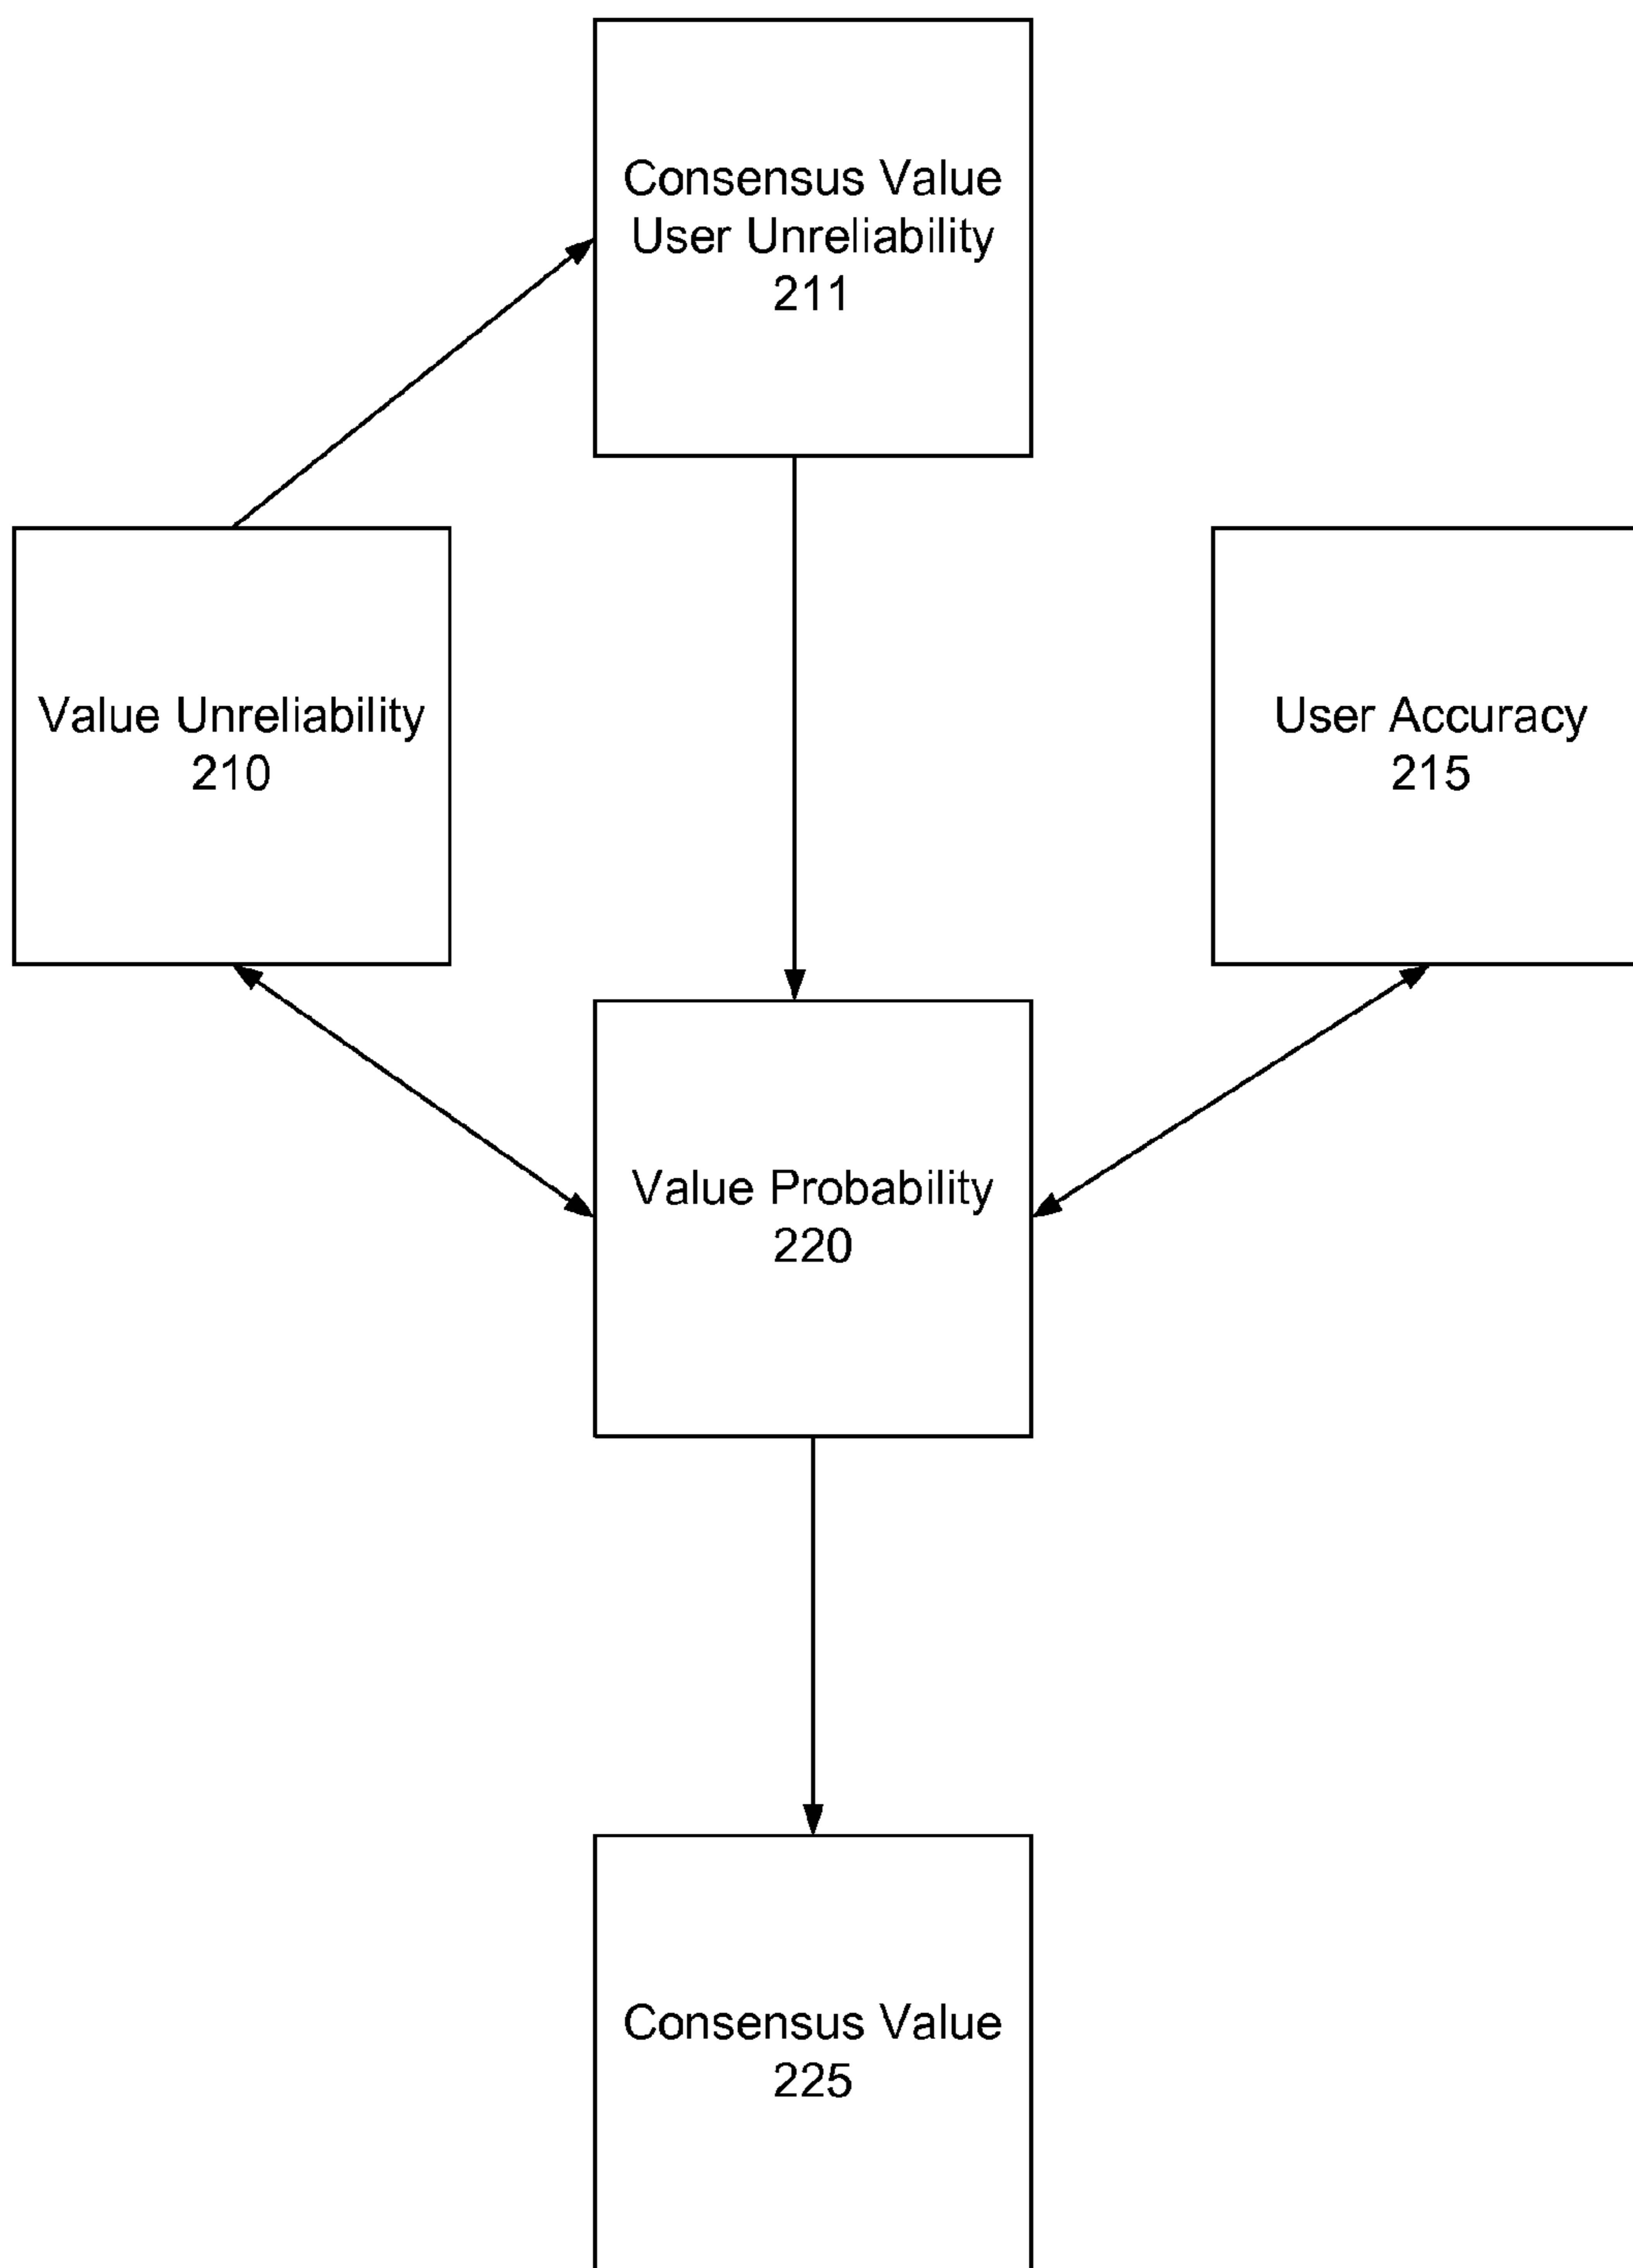 Consensus Value
User Unreliability
211
Value Unreliability
210
User Accuracy
215
Value Probability
220
Consensus Value
225